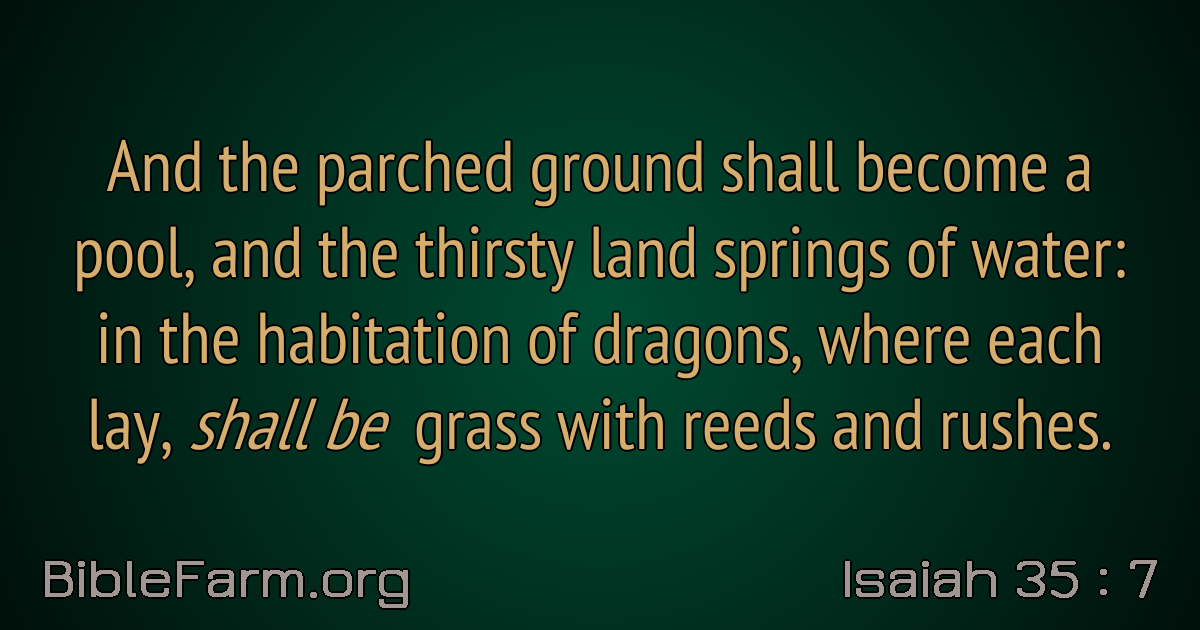 And the parched ground shall become a
pool, and the thirsty land springs of water:
in the habitation of dragons, where each
lay, shall be grass with reeds and rushes.
BibleFarm.org
Isaiah 35 : 7